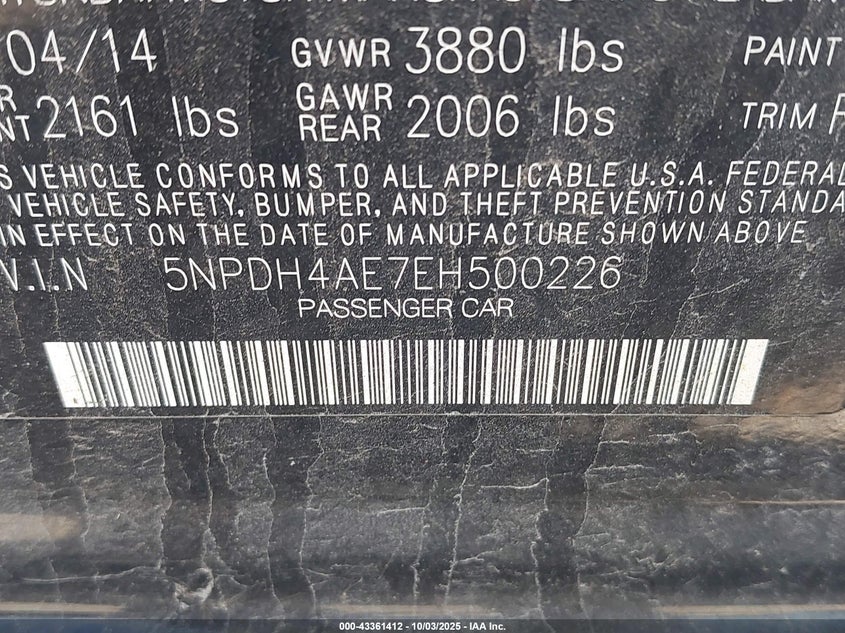 04/14 GVWR 3880 lbs PAINT
2161 lbs GAWR REAR 2006 lbs TRIM
VEHICLE CONFORMS TO ALL APPLICABLE U.S.A. FEDERAL
VEHICLE SAFETY, BUMPER, AND THEFT PREVENTION STANDA
IN EFFECT ON THE DATE OF MANUFACTURE SHOWN ABOVE
V.I.N 5NPDH4AE7EH500226
PASSENGER CAR
000-43361412 - 10/03/2025 - IAA Inc.